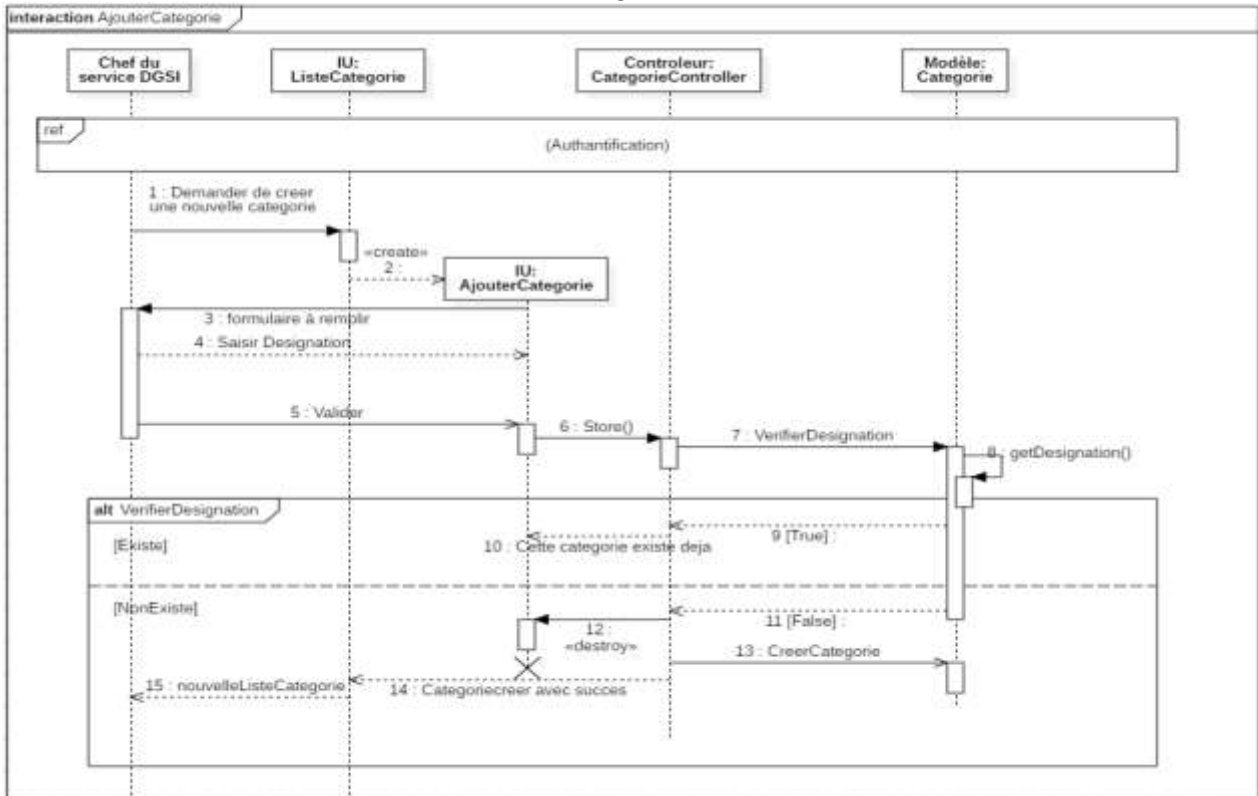 interaction AjouterCategorie
Chef du
service DGSI
IU:
ListeCategorie
Controleur:
CategorieController
Modèle:
Categorie
ref
(Authantification)
1 : Demander de creer
une nouvelle categorie
«create»
2 :
IU:
AjouterCategorie
3 : formulaire à remplir
4 : Saisir Designation
5 : Valider
6 : Store()
7 : VerifierDesignation
8 : getDesignation()
alt VerifierDesignation
[Existe]
9 [True] :
10 : Cette categorie existe deja
[NonExiste]
11 [False] :
12 :
«destroy»
13 : CreerCategorie
14 : Categoriecreer avec succes
15 : nouvelleListeCategorie